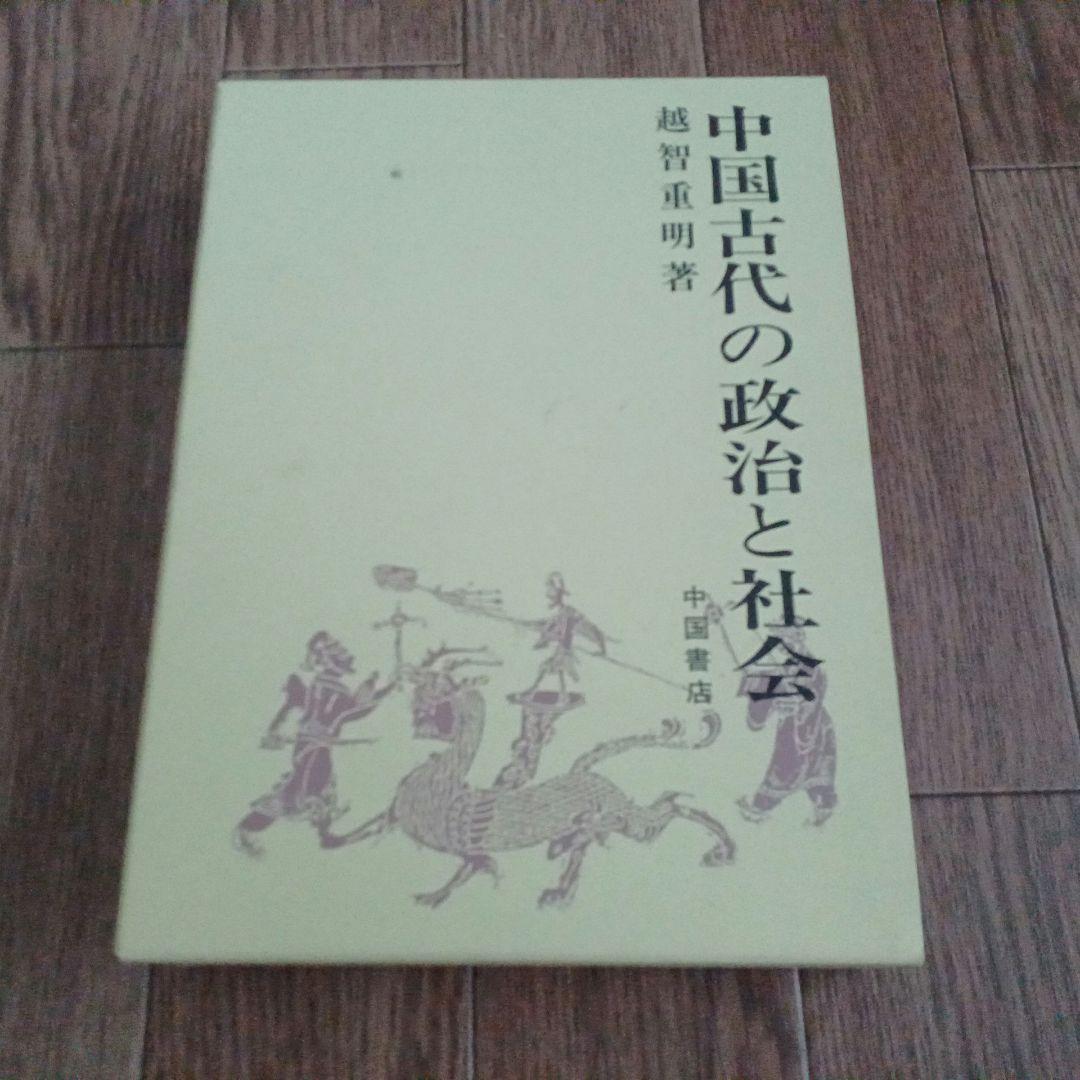 中国古代の政治と社会
越智重明著
中国書店